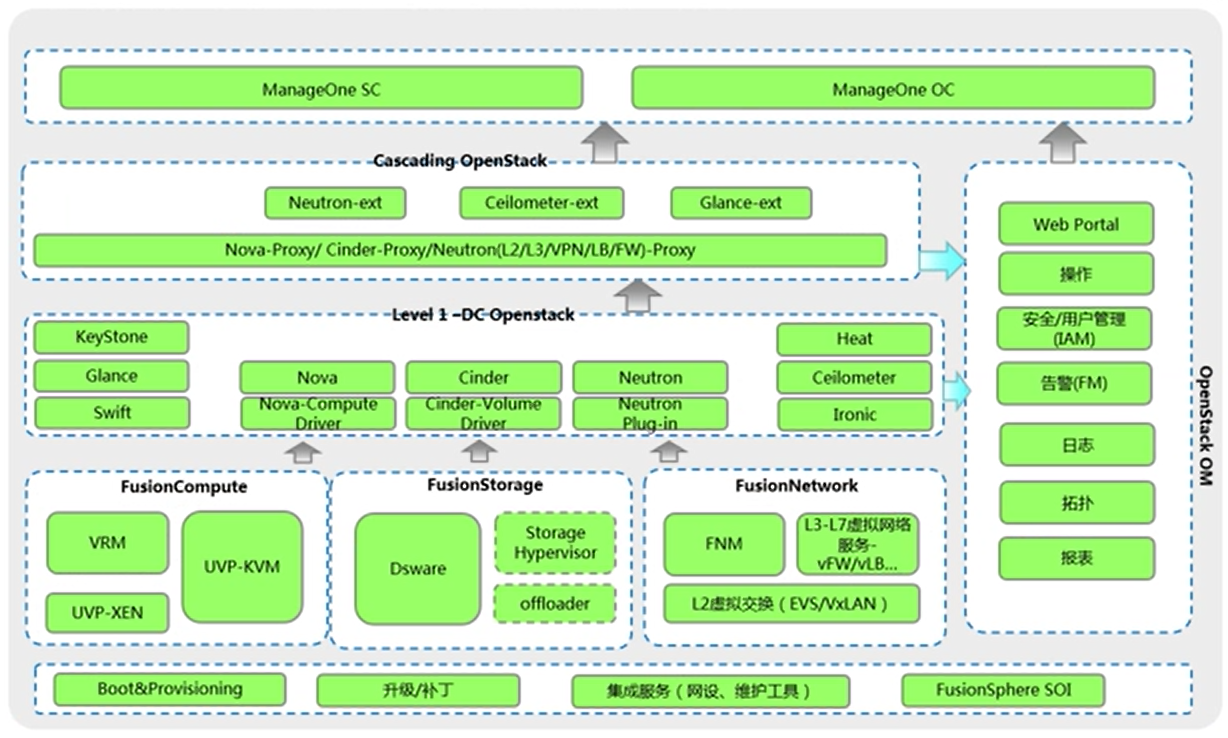 ManageOne SC
ManageOne OC
Cascading OpenStack
Neutron-ext
Ceilometer-ext
Glance-ext
Nova-Proxy/ Cinder-Proxy/Neutron(L2/L3/VPN/LB/FW)-Proxy
Level 1 –DC Openstack
KeyStone
Glance
Swift
Nova
Nova-Compute
Driver
Cinder
Cinder-Volume
Driver
Neutron
Neutron
Plug-in
Heat
Ceilometer
Ironic
Web Portal
操作
安全/用户管理
(IAM)
告警(FM)
日志
拓扑
报表
OpenStack OM
FusionCompute
VRM
UVP-XEN
UVP-KVM
FusionStorage
Dsware
Storage
Hypervisor
offloader
FusionNetwork
FNM
L3-L7虚拟网络
服务-
vFW/vLB...
L2虚拟交换（EVS/VxLAN）
Boot&Provisioning
升级/补丁
集成服务（网设、维护工具）
FusionSphere SOI